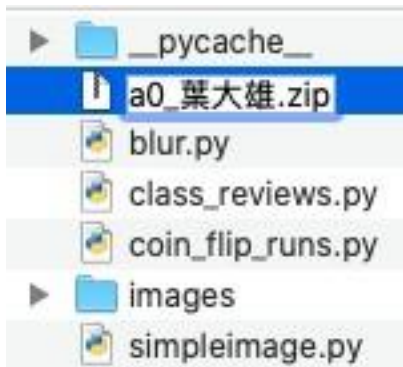 __pycache__
a0_葉大雄.zip
blur.py
class_reviews.py
coin_flip_runs.py
images
simpleimage.py